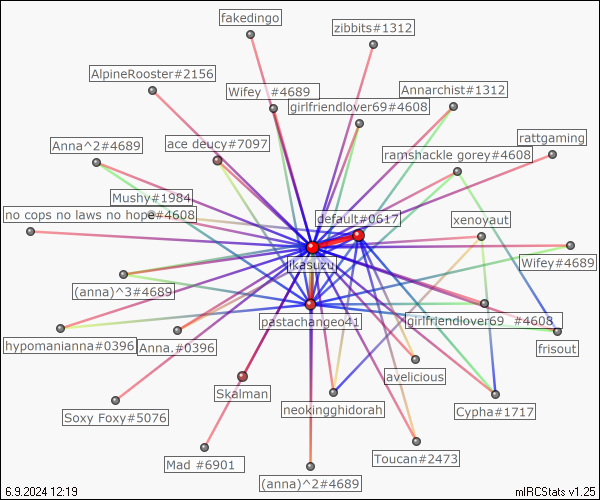 fakedingo
zibbits#1312
AlpineRooster#2156
Wifey_#4689
Annarchist#1312
girlfriendlover69#4608
rattgaming
Anna^2#4689
ace deucy#7097
ramshackle gorey#4608
Mushy#1984
no cops no laws no hope#4608
default#0617
xenoyaut
ikasuzu
Wifey#4689
(anna)^3#4689
pastachangeo41
girlfriendlover69_#4608
hypomanianna#0396
Anna.#0396
frisout
avelicious
Skalman
neokingghidorah
Cypha#1717
Soxy Foxy#5076
Toucan#2473
Mad_#6901
(anna)^2#4689
6.9.2024 12:19
mIRCStats v1.25